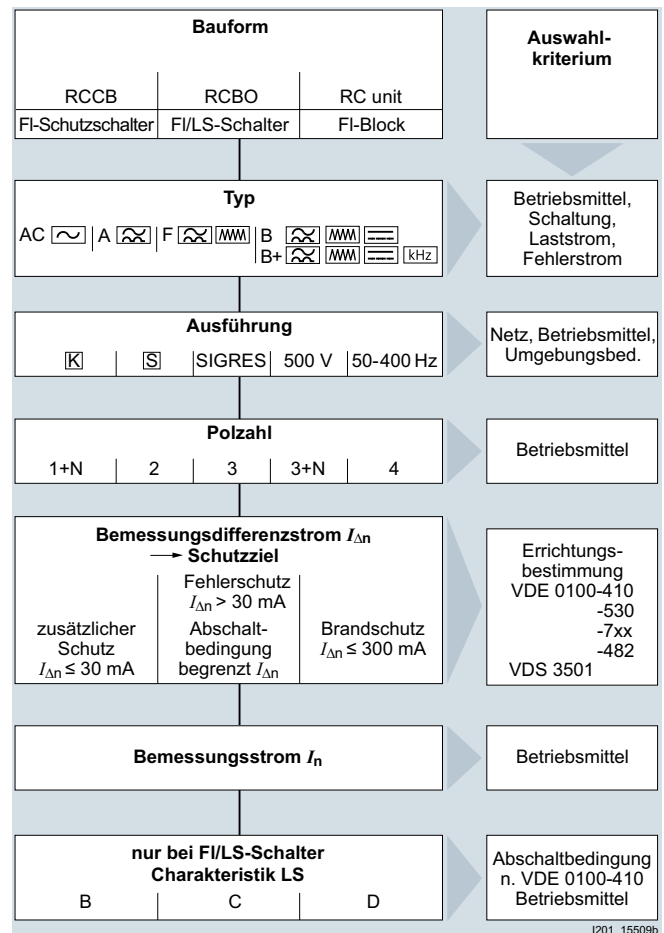 Bauform
RCCB RCBO RC unit
FI-Schutzschalter FI/LS-Schalter FI-Block
Auswahl-
kriterium
Typ
AC A F B
B+ kHz
Betriebsmittel,
Schaltung,
Laststrom,
Fehlerstrom
Ausführung
K S SIGRES 500 V 50-400 Hz
Netz, Betriebsmittel,
Umgebungsbed.
Polzahl
1+N 2 3 3+N 4
Betriebsmittel
Bemessungsdifferenzstrom IΔn
→ Schutzziel
zusätzlicher
Schutz
IΔn ≤ 30 mA
Fehlerschutz
IΔn > 30 mA
Abschalt-
bedingung
begrenzt IΔn
Brandschutz
IΔn ≤ 300 mA
Errichtungs-
bestimmung
VDE 0100-410
-530
-7xx
-482
VDS 3501
Bemessungsstrom In
Betriebsmittel
nur bei FI/LS-Schalter
Charakteristik LS
B C D
Abschaltbedingung
n. VDE 0100-410
Betriebsmittel
I201_15509b